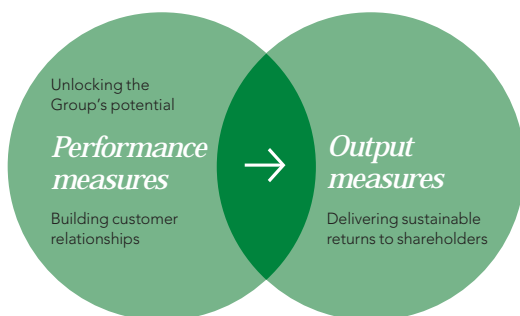 Unlocking the
Group's potential
Performance
measures
Building customer
relationships
Output
measures
Delivering sustainable
returns to shareholders